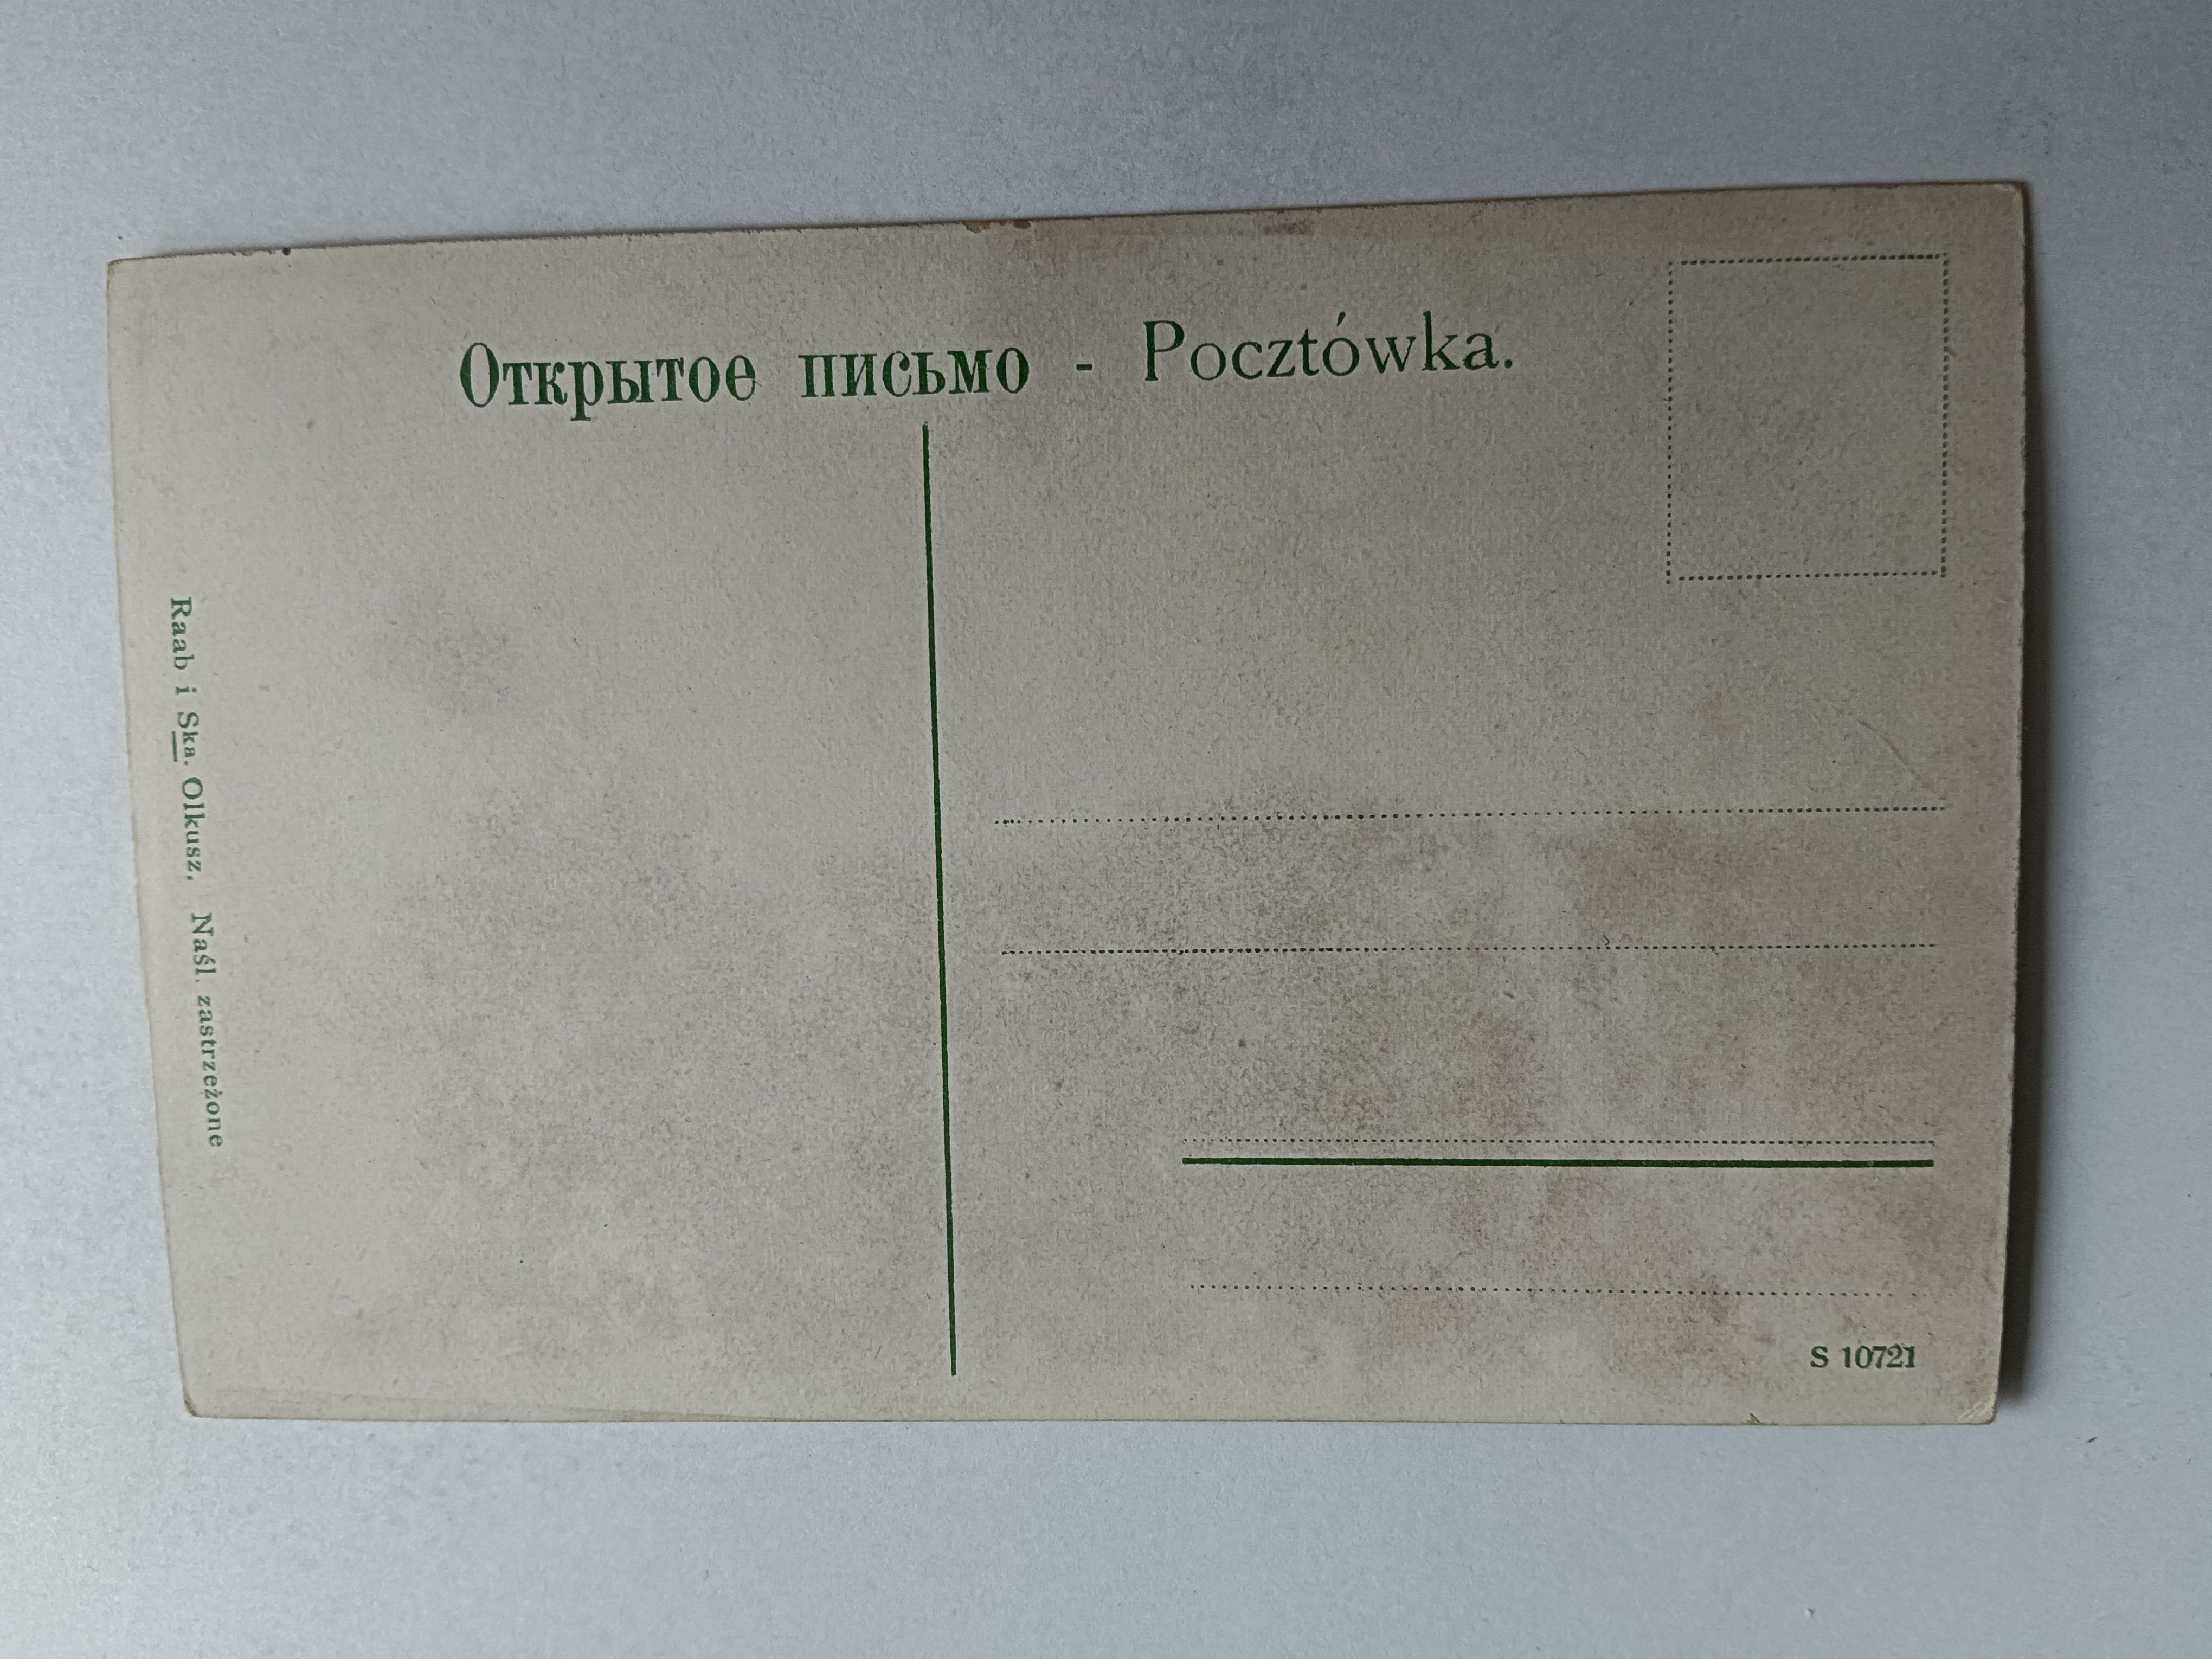 Открытое письмо - Pocztówka.
Raab i Ska. Olkusz, Naśl. zastrzeżone
S 10721